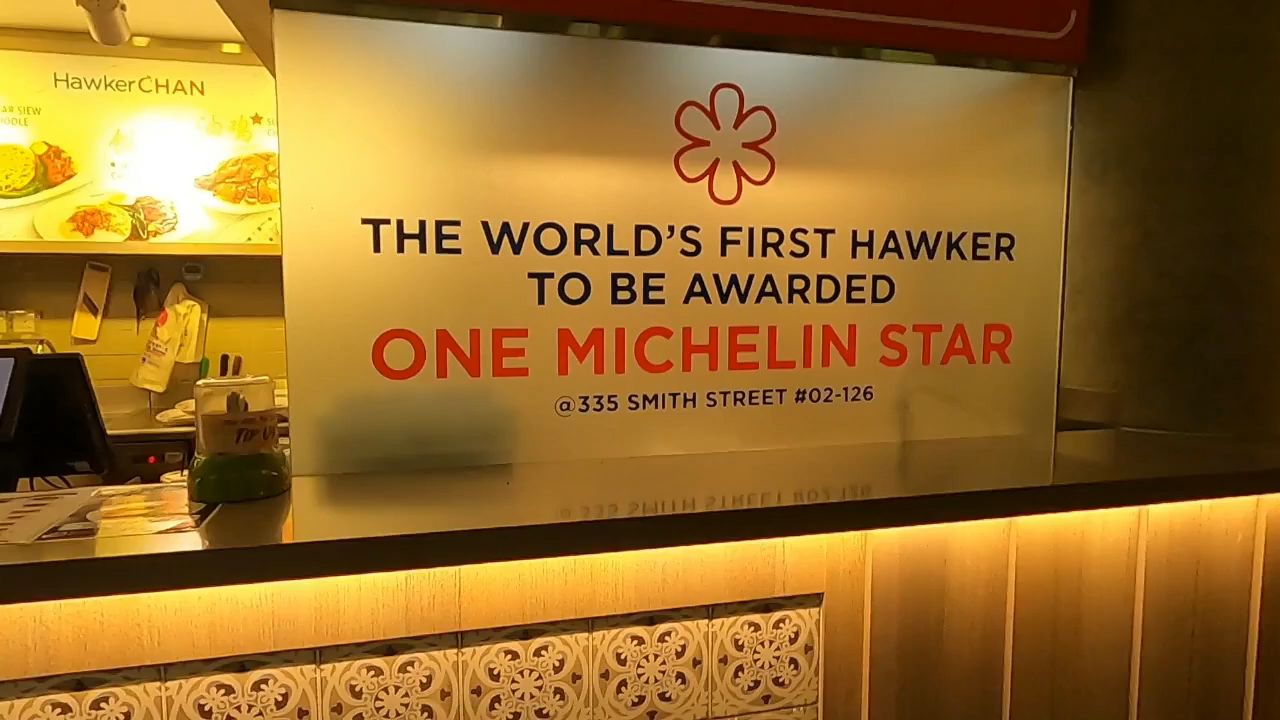 HawkerCHAN
THE WORLD'S FIRST HAWKER
TO BE AWARDED
ONE MICHELIN STAR
@335 SMITH STREET #02-126